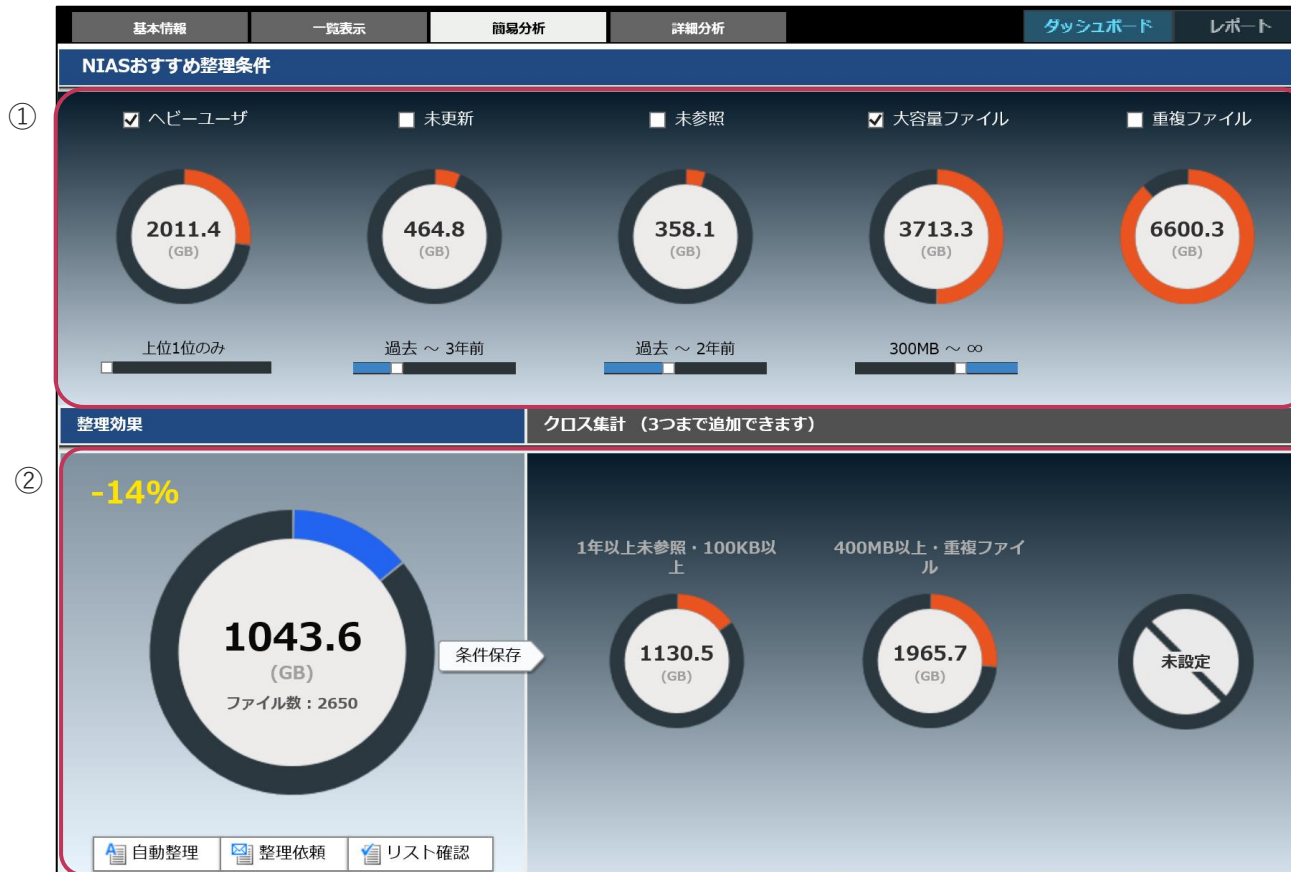 基本情報 一覧表示 簡易分析 詳細分析 ダッシュボード レポート
NIASおすすめ整理条件
①
ヘビーユーザ 未更新 未参照 大容量ファイル 重複ファイル
2011.4 464.8 358.1 3713.3 6600.3
(GB) (GB) (GB) (GB) (GB)
上位1位のみ 過去 ～ 3年前 過去 ～ 2年前 300MB ～ ∞
整理効果 クロス集計 （3つまで追加できます）
②
-14%
1043.6
(GB)
ファイル数：2650
条件保存
1年以上未参照・100KB以
上
1130.5
(GB)
400MB以上・重複ファイ
ル
1965.7
(GB)
未設定
自動整理 整理依頼 リスト確認